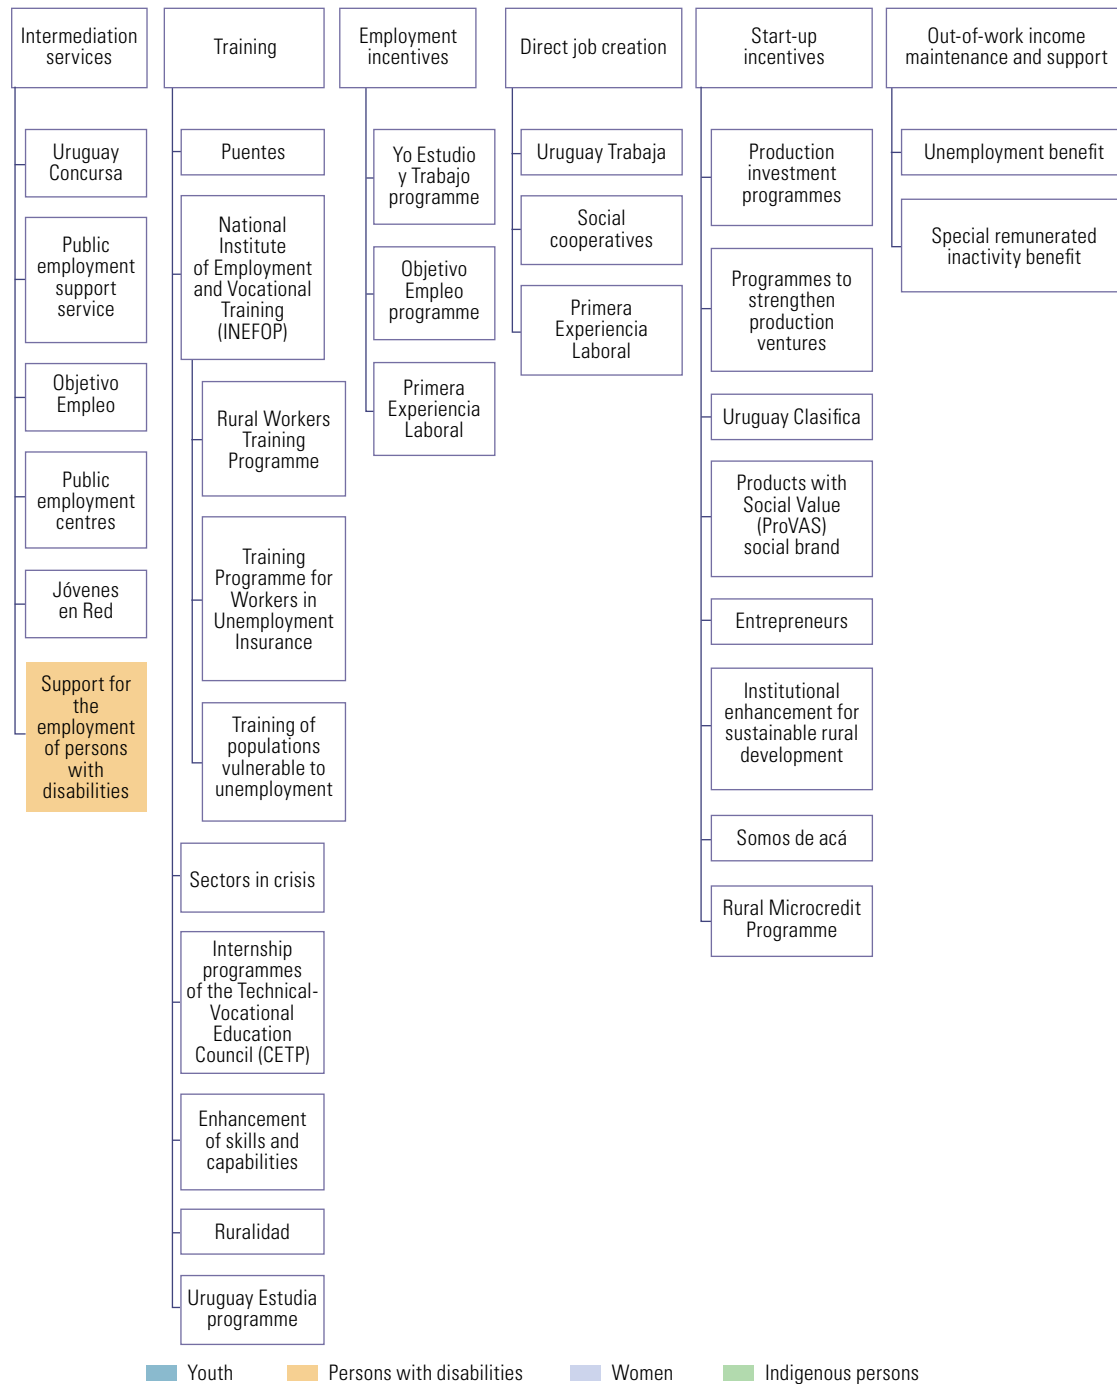 Intermediation
services
Uruguay
Concursa
Public
employment
support
service
Objetivo
Empleo
Public
employment
centres
Jóvenes
en Red
Support for
the
employment
of persons
with
disabilities
Training
Puentes
National
Institute
of Employment
and Vocational
Training
(INEFOP)
Rural Workers
Training
Programme
Training
Programme for
Workers in
Unemployment
Insurance
Training of
populations
vulnerable to
unemployment
Sectors in crisis
Internship
programmes
of the Technical-
Vocational
Education
Council (CETP)
Enhancement
of skills and
capabilities
Ruralidad
Uruguay Estudia
programme
Employment
incentives
Yo Estudio
y Trabajo
programme
Objetivo
Empleo
programme
Primera
Experiencia
Laboral
Direct job creation
Uruguay Trabaja
Social
cooperatives
Primera
Experiencia
Laboral
Start-up
incentives
Production
investment
programmes
Programmes to
strengthen
production
ventures
Uruguay Clasifica
Products with
Social Value
(ProVAS)
social brand
Entrepreneurs
Institutional
enhancement for
sustainable rural
development
Somos de acá
Rural Microcredit
Programme
Out-of-work income
maintenance and support
Unemployment benefit
Special remunerated
inactivity benefit
Youth
Persons with disabilities
Women
Indigenous persons